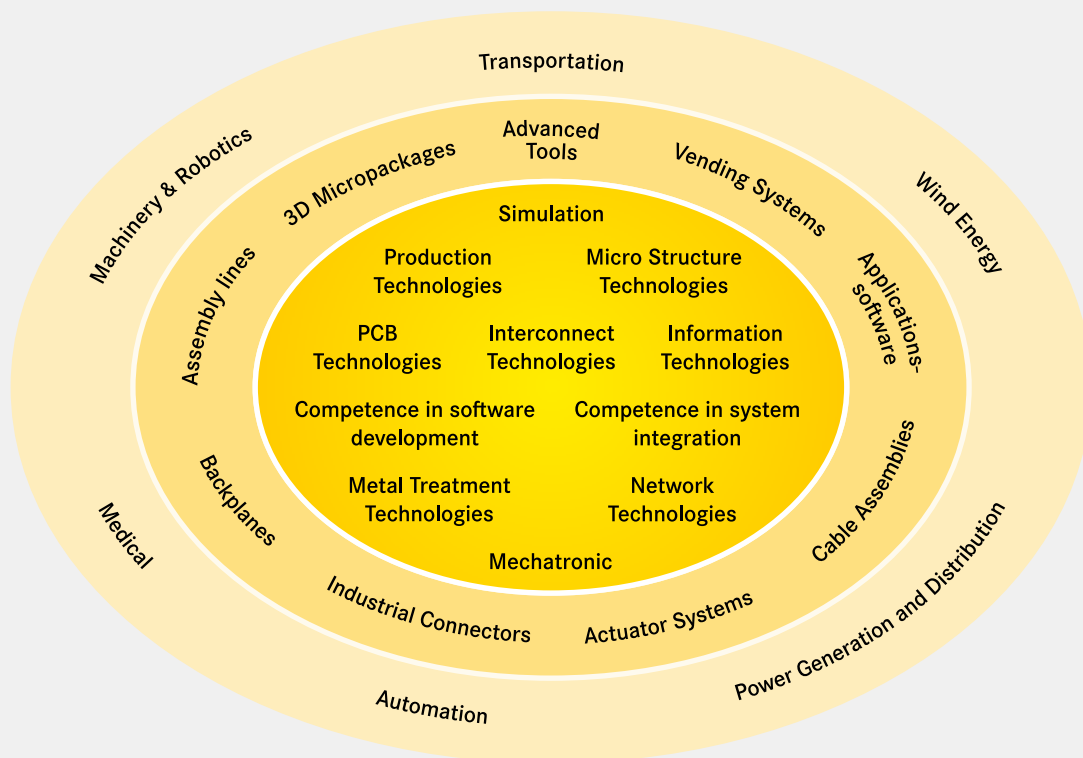 Transportation
Machinery & Robotics
Wind Energy
Medical
Power Generation and Distribution
Automation
Advanced
Tools
3D Micropackages
Vending Systems
Assembly lines
Applications-
software
Backplanes
Cable Assemblies
Industrial Connectors
Actuator Systems
Simulation
Production
Technologies
Micro Structure
Technologies
PCB
Technologies
Interconnect
Technologies
Information
Technologies
Competence in software
development
Competence in system
integration
Metal Treatment
Technologies
Network
Technologies
Mechatronic